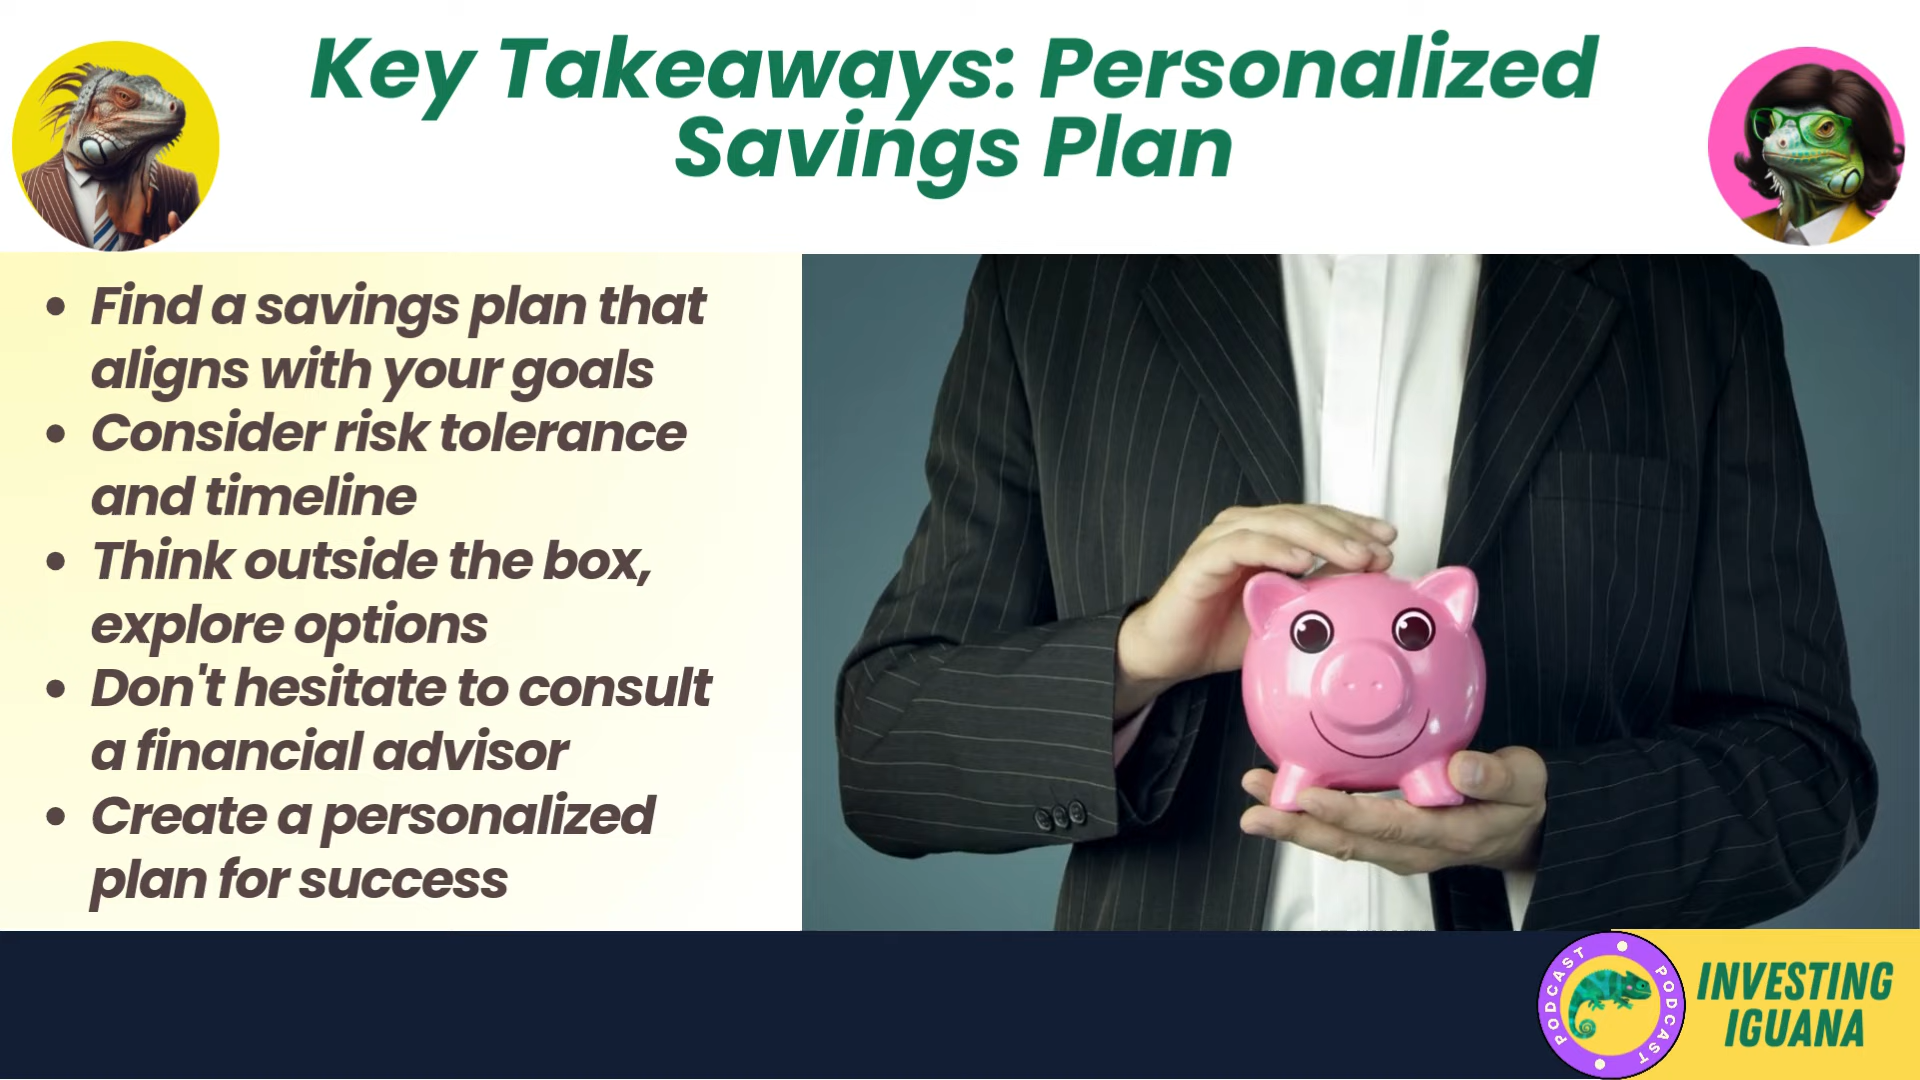 Key Takeaways: Personalized
Savings Plan
• Find a savings plan that
aligns with your goals
• Consider risk tolerance
and timeline
• Think outside the box,
explore options
• Don't hesitate to consult
a financial advisor
• Create a personalized
plan for success
PODCAST PODCAST
INVESTING
IGUANA